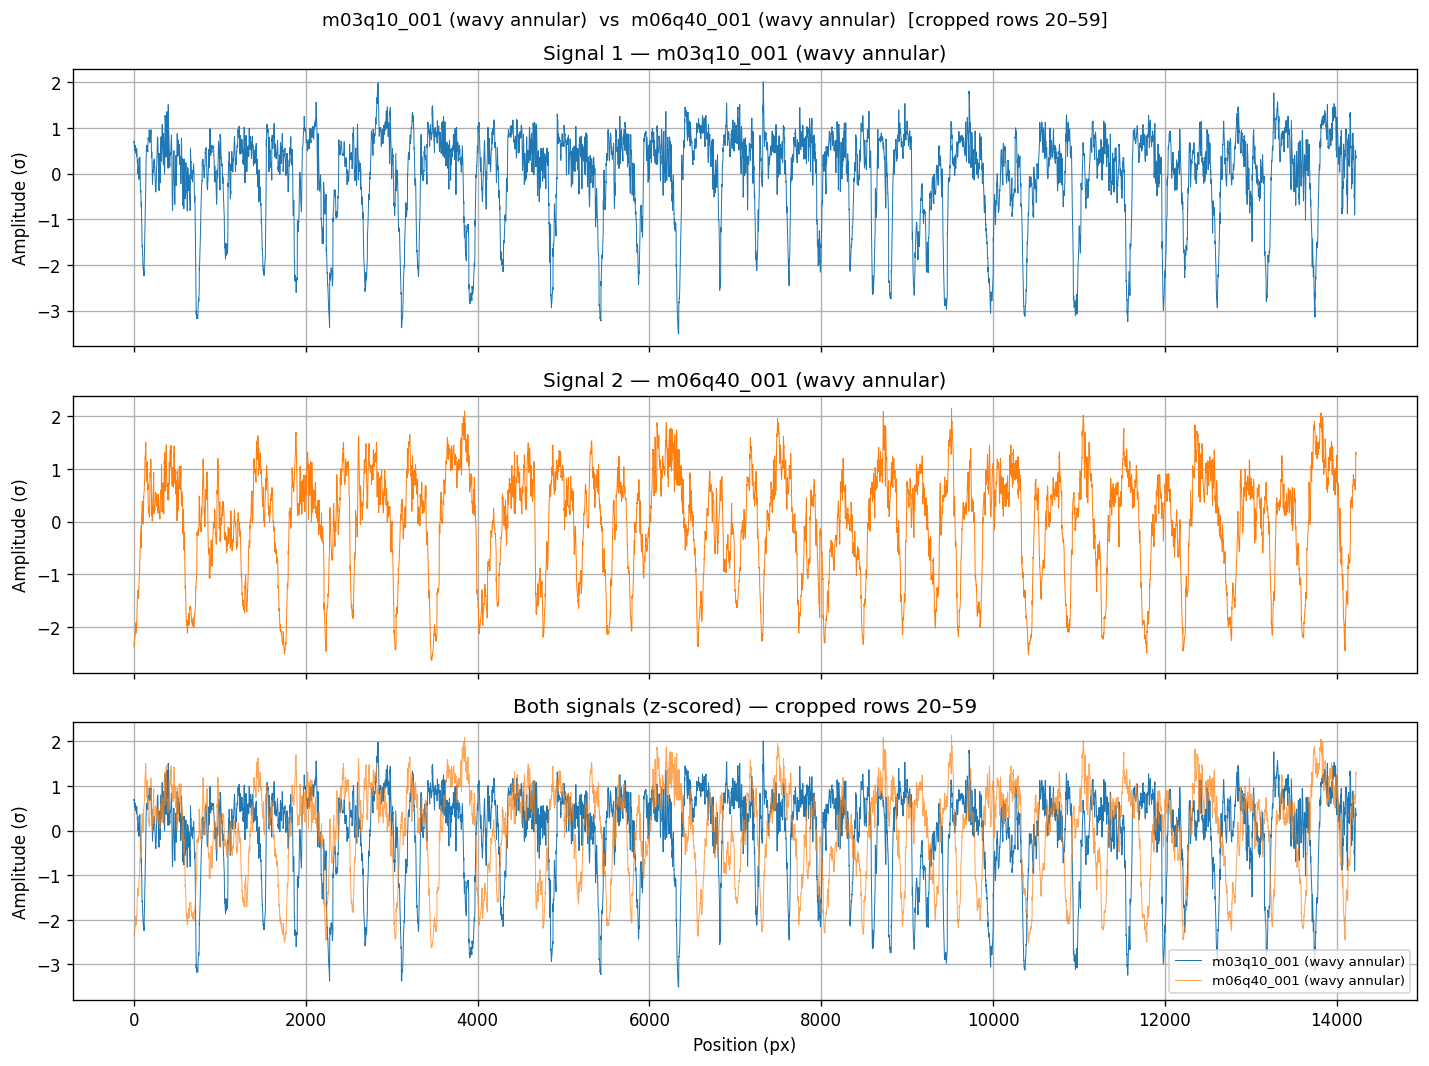 m03q10_001 (wavy annular)  vs  m06q40_001 (wavy annular)  [cropped rows 20–59]
Signal 1 — m03q10_001 (wavy annular)
Amplitude (σ)
2
1
0
−1
−2
−3
Signal 2 — m06q40_001 (wavy annular)
Amplitude (σ)
2
1
0
−1
−2
Both signals (z-scored) — cropped rows 20–59
Amplitude (σ)
2
1
0
−1
−2
−3
m03q10_001 (wavy annular)
m06q40_001 (wavy annular)
0 2000 4000 6000 8000 10000 12000 14000
Position (px)